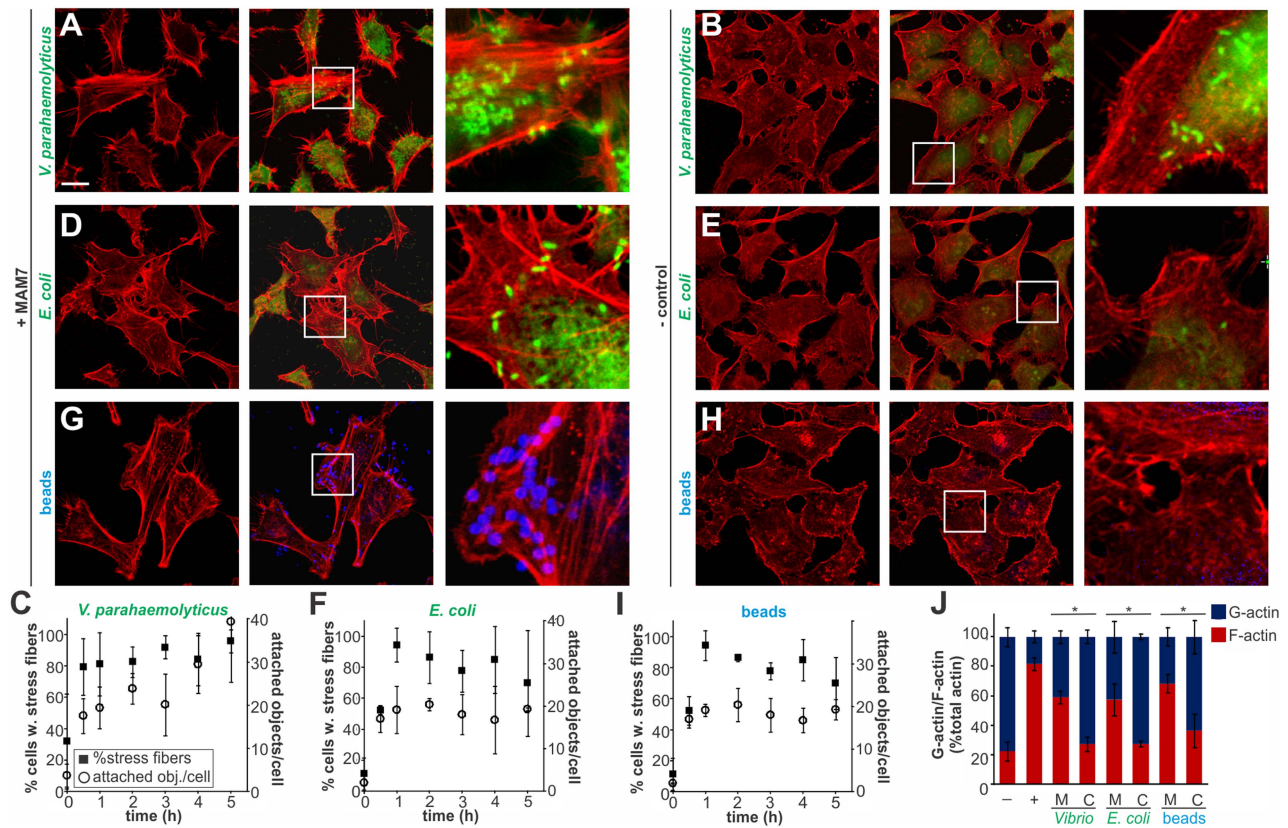 A
B
V. parahaemolyticus
V. parahaemolyticus
D
E
+ MAM7
E. coli
- control
E. coli
G
H
beads
beads
C
V. parahaemolyticus
% cells w. stress fibers
100
80
60
40
20
0
40
30
20
10
0
attached objects/cell
%stress fibers
attached obj./cell
0 1 2 3 4 5
time (h)
F
E. coli
% cells w. stress fibers
100
80
60
40
20
0
40
30
20
10
0
attached objects/cell
0 1 2 3 4 5
time (h)
I
beads
% cells w. stress fibers
100
80
60
40
20
0
30
20
10
0
attached objects/cell
0 1 2 3 4 5
time (h)
J
G-actin
F-actin
* * *
G-actin/F-actin
(%total actin)
100
80
60
40
20
0
– + M C M C M C
Vibrio E. coli beads